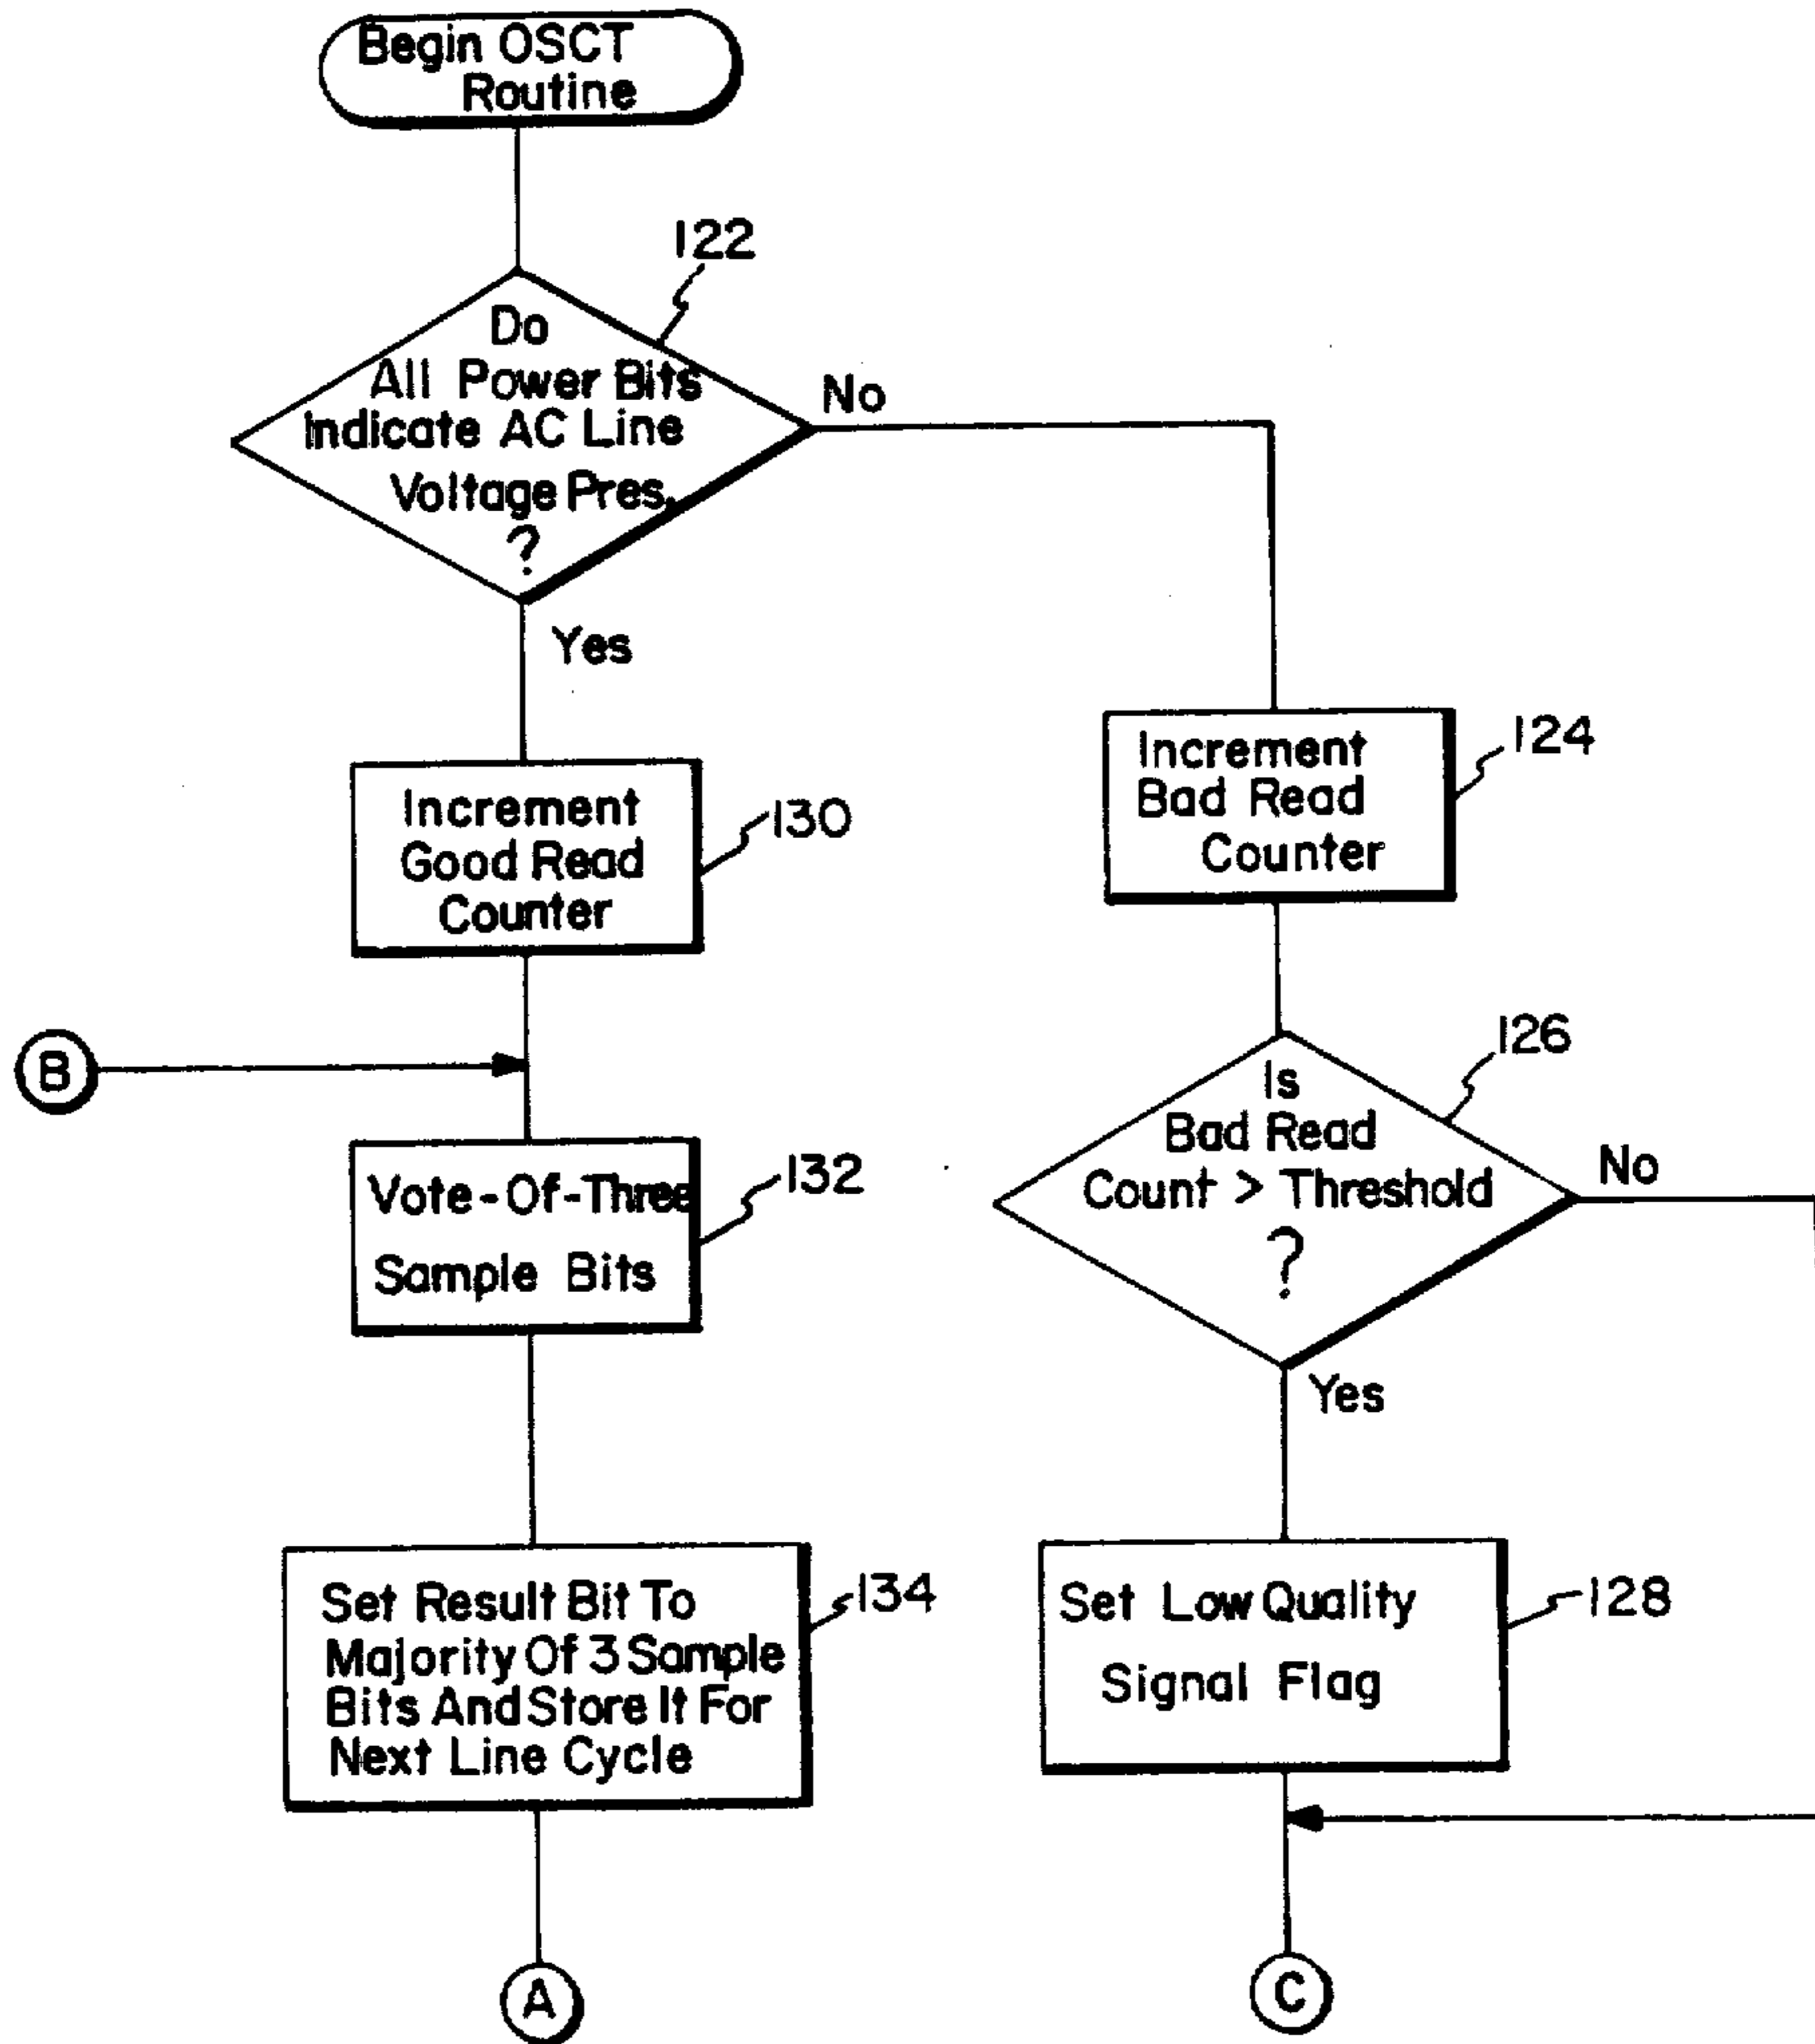 Begin OSCT
Routine
122
Do
All Power Bits
Indicate AC Line
Voltage Pres.
?
No
Yes
Increment
Good Read
Counter
130
Increment
Bad Read
Counter
124
B
Vote-Of-Three
Sample Bits
132
Is
Bad Read
Count > Threshold
?
126
No
Yes
Set Result Bit To
Majority Of 3 Sample
Bits And Store It For
Next Line Cycle
134
Set Low Quality
Signal Flag
128
A
C